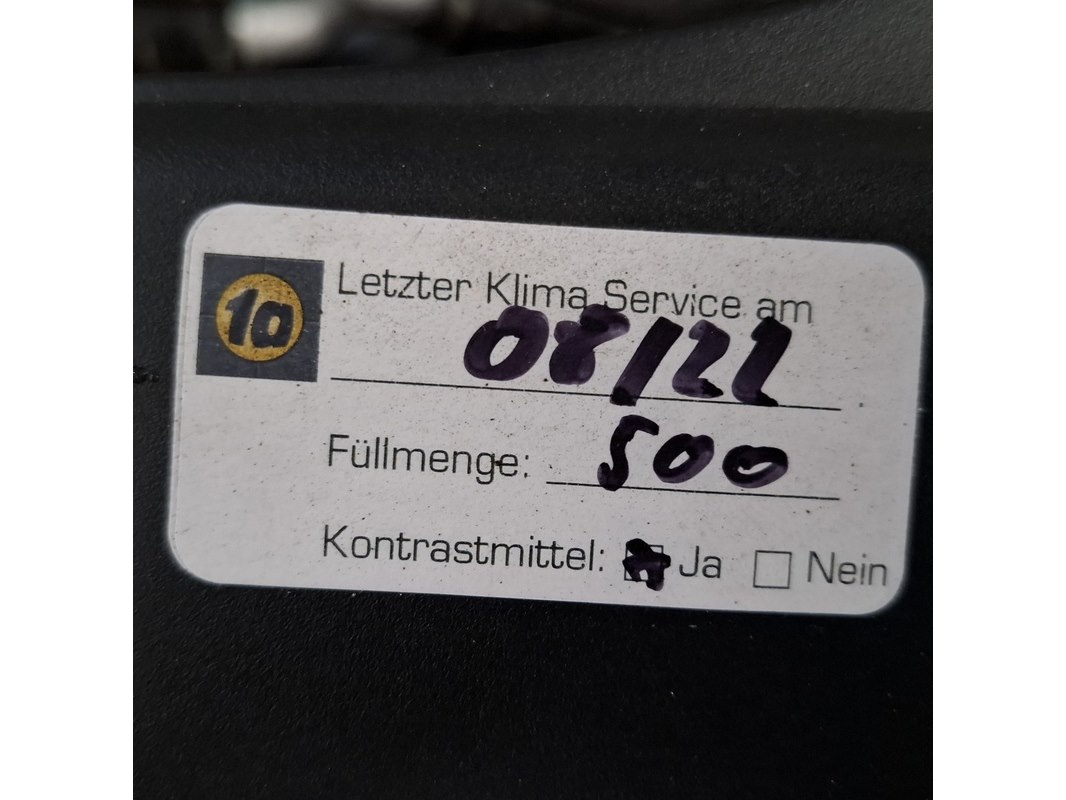 1a
Letzter Klima Service am
08/22
Füllmenge: 500
Kontrastmittel: Ja Nein